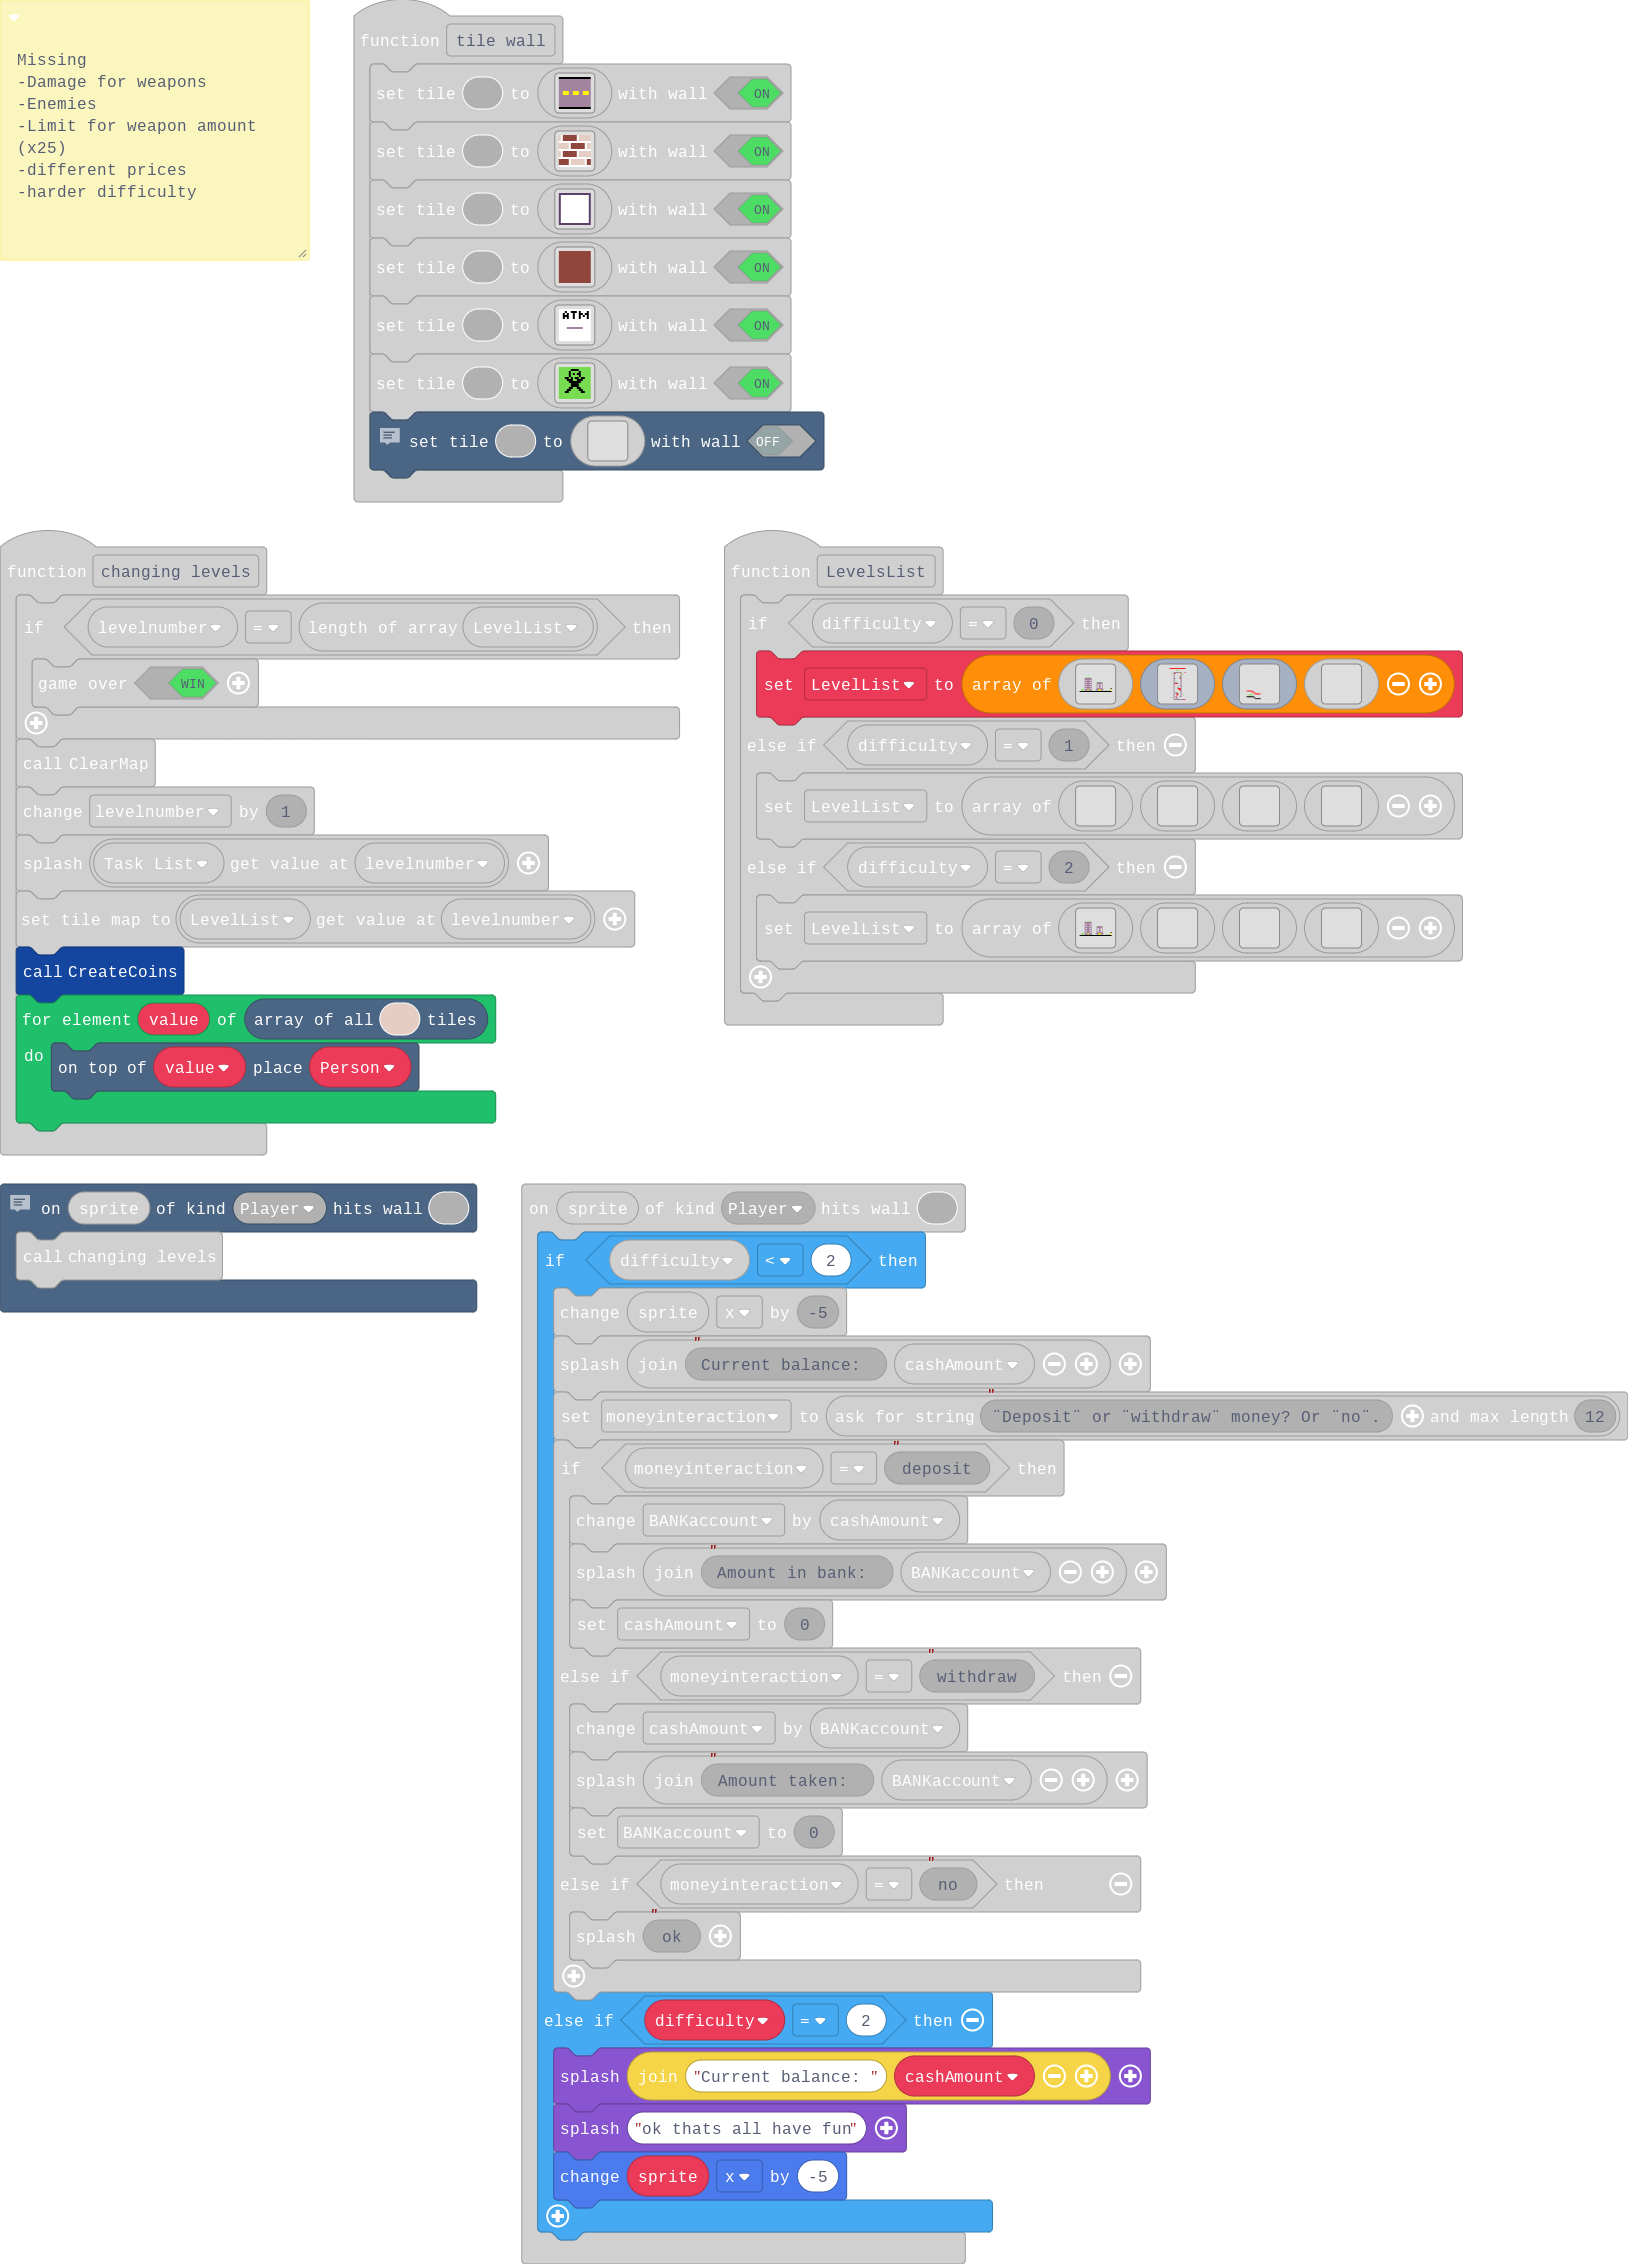 Missing
-Damage for weapons
-Enemies
-Limit for weapon amount
(x25)
-different prices
-harder difficulty
function tile wall
set tile to with wall ON
set tile to with wall ON
set tile to with wall ON
set tile to with wall ON
set tile to ATM with wall ON
set tile to with wall ON
set tile to with wall OFF
function changing levels
if levelnumber = length of array LevelList then
game over WIN
call ClearMap
change levelnumber by 1
splash Task List get value at levelnumber
set tile map to LevelList get value at levelnumber
call CreateCoins
for element value of array of all tiles
do on top of value place Person
function LevelsList
if difficulty = 0 then
set LevelList to array of
else if difficulty = 1 then
set LevelList to array of
else if difficulty = 2 then
set LevelList to array of
on sprite of kind Player hits wall
call changing levels
on sprite of kind Player hits wall
if difficulty < 2 then
change sprite x by -5
splash join "Current balance: cashAmount
set moneyinteraction to ask for string "¨Deposit¨ or ¨withdraw¨ money? Or ¨no¨. and max length 12
if moneyinteraction = "deposit then
change BANKaccount by cashAmount
splash join "Amount in bank: BANKaccount
set cashAmount to 0
else if moneyinteraction = "withdraw then
change cashAmount by BANKaccount
splash join "Amount taken: BANKaccount
set BANKaccount to 0
else if moneyinteraction = "no then
splash "ok
else if difficulty = 2 then
splash join "Current balance: " cashAmount
splash "ok thats all have fun"
change sprite x by -5